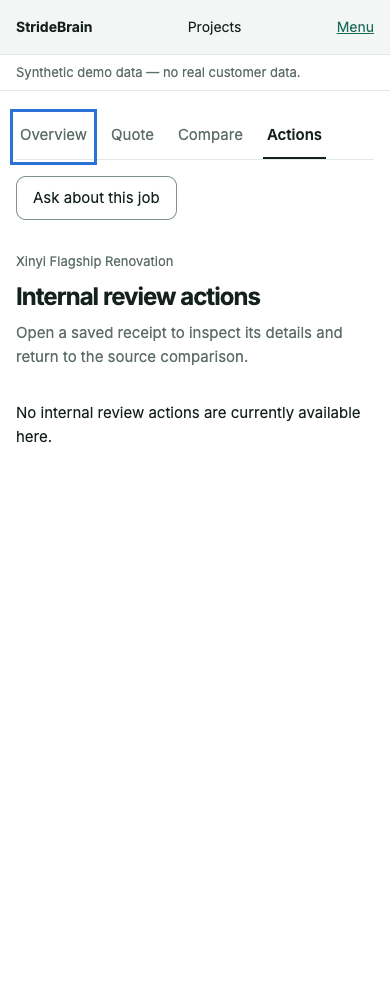 StrideBrain Projects Menu
Synthetic demo data — no real customer data.
Overview Quote Compare Actions
Ask about this job
Xinyi Flagship Renovation
Internal review actions
Open a saved receipt to inspect its details and
return to the source comparison.
No internal review actions are currently available
here.